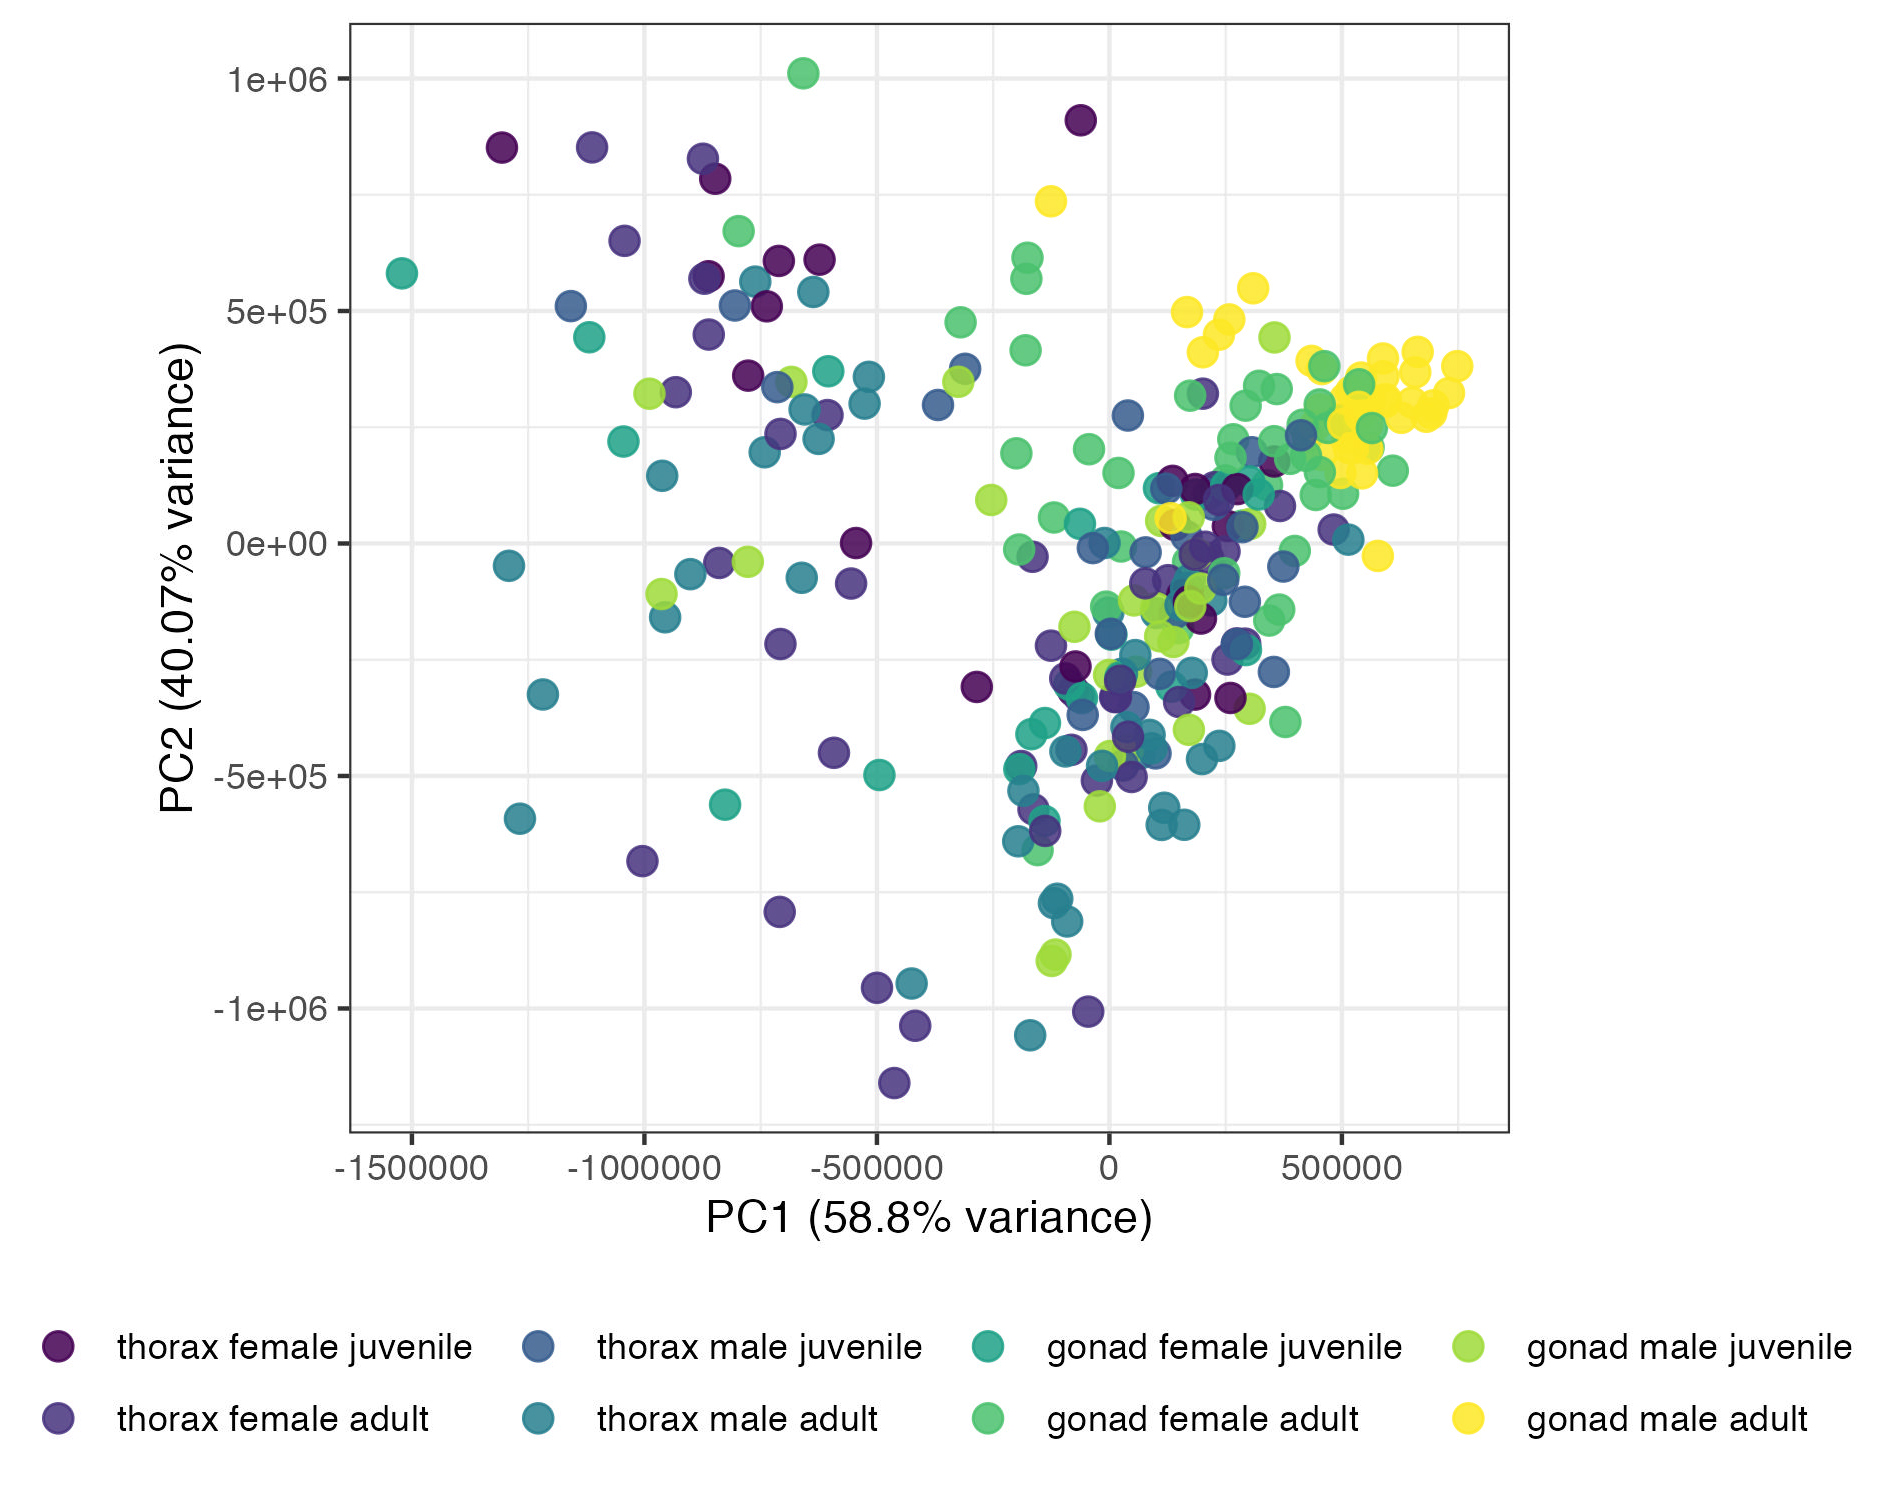 1e+06
5e+05
0e+00
-5e+05
-1e+06
PC2 (40.07% variance)
-1500000 -1000000 -500000 0 500000
PC1 (58.8% variance)
thorax female juvenile thorax male juvenile gonad female juvenile gonad male juvenile
thorax female adult thorax male adult gonad female adult gonad male adult